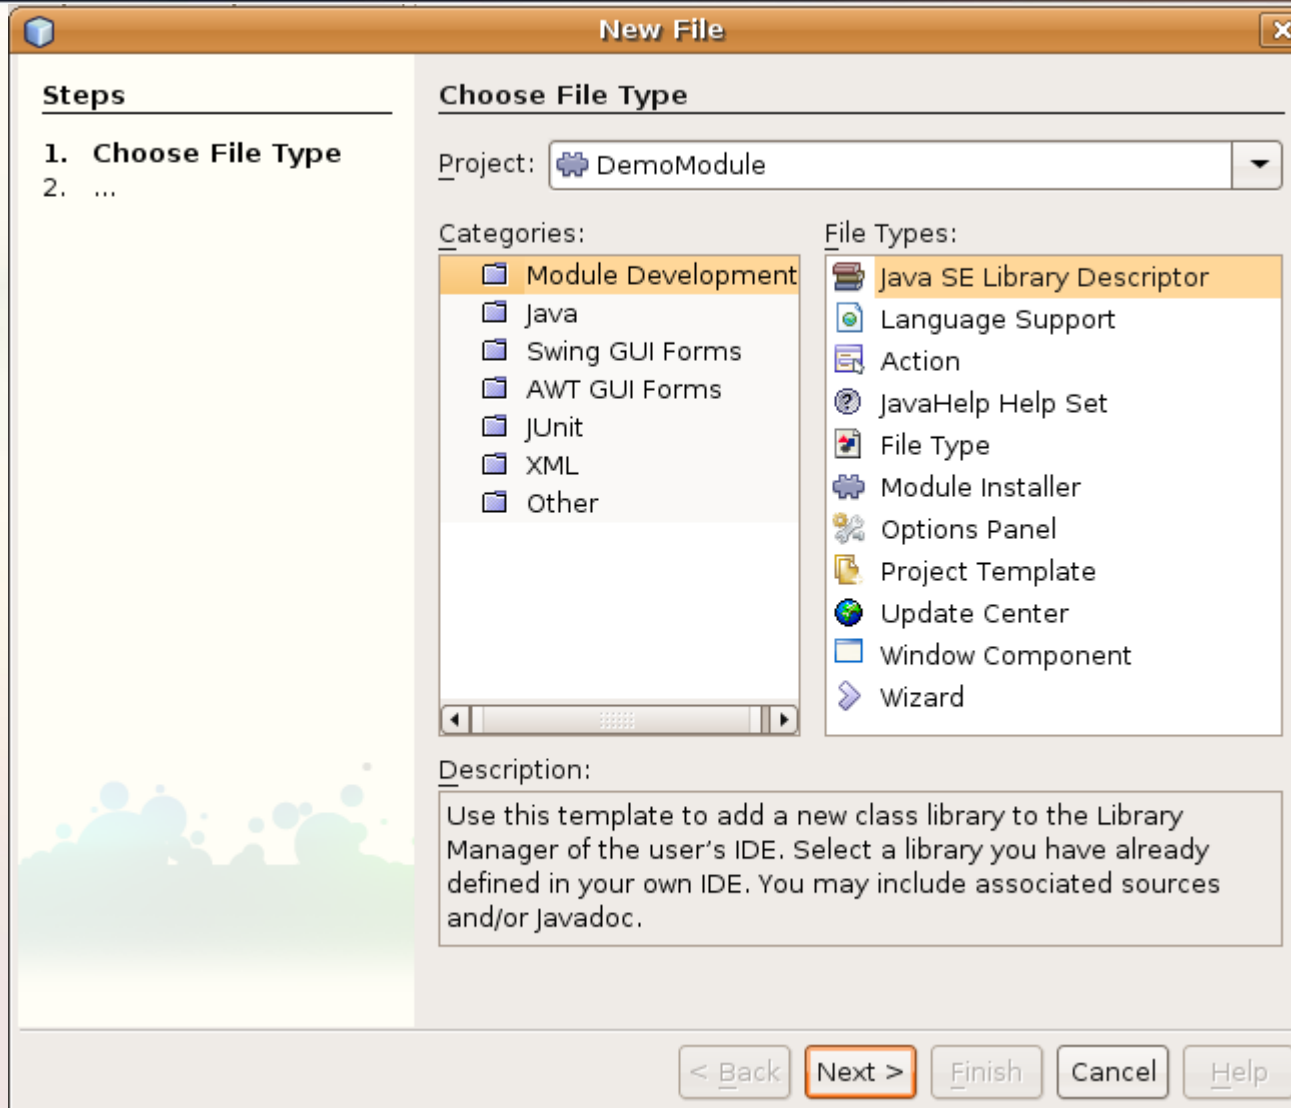 New File
Steps
1. Choose File Type
2. ...
Choose File Type
Project: DemoModule
Categories:
Module Development
Java
Swing GUI Forms
AWT GUI Forms
JUnit
XML
Other
File Types:
Java SE Library Descriptor
Language Support
Action
JavaHelp Help Set
File Type
Module Installer
Options Panel
Project Template
Update Center
Window Component
Wizard
Description:
Use this template to add a new class library to the Library
Manager of the user's IDE. Select a library you have already
defined in your own IDE. You may include associated sources
and/or Javadoc.
< Back Next > Finish Cancel Help